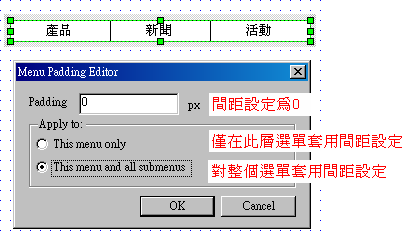 產品 新聞 活動
Menu Padding Editor
Padding 0 px 間距設定為0
Apply to:
This menu only 僅在此層選單套用間距設定
This menu and all submenus 對整個選單套用間距設定
OK Cancel